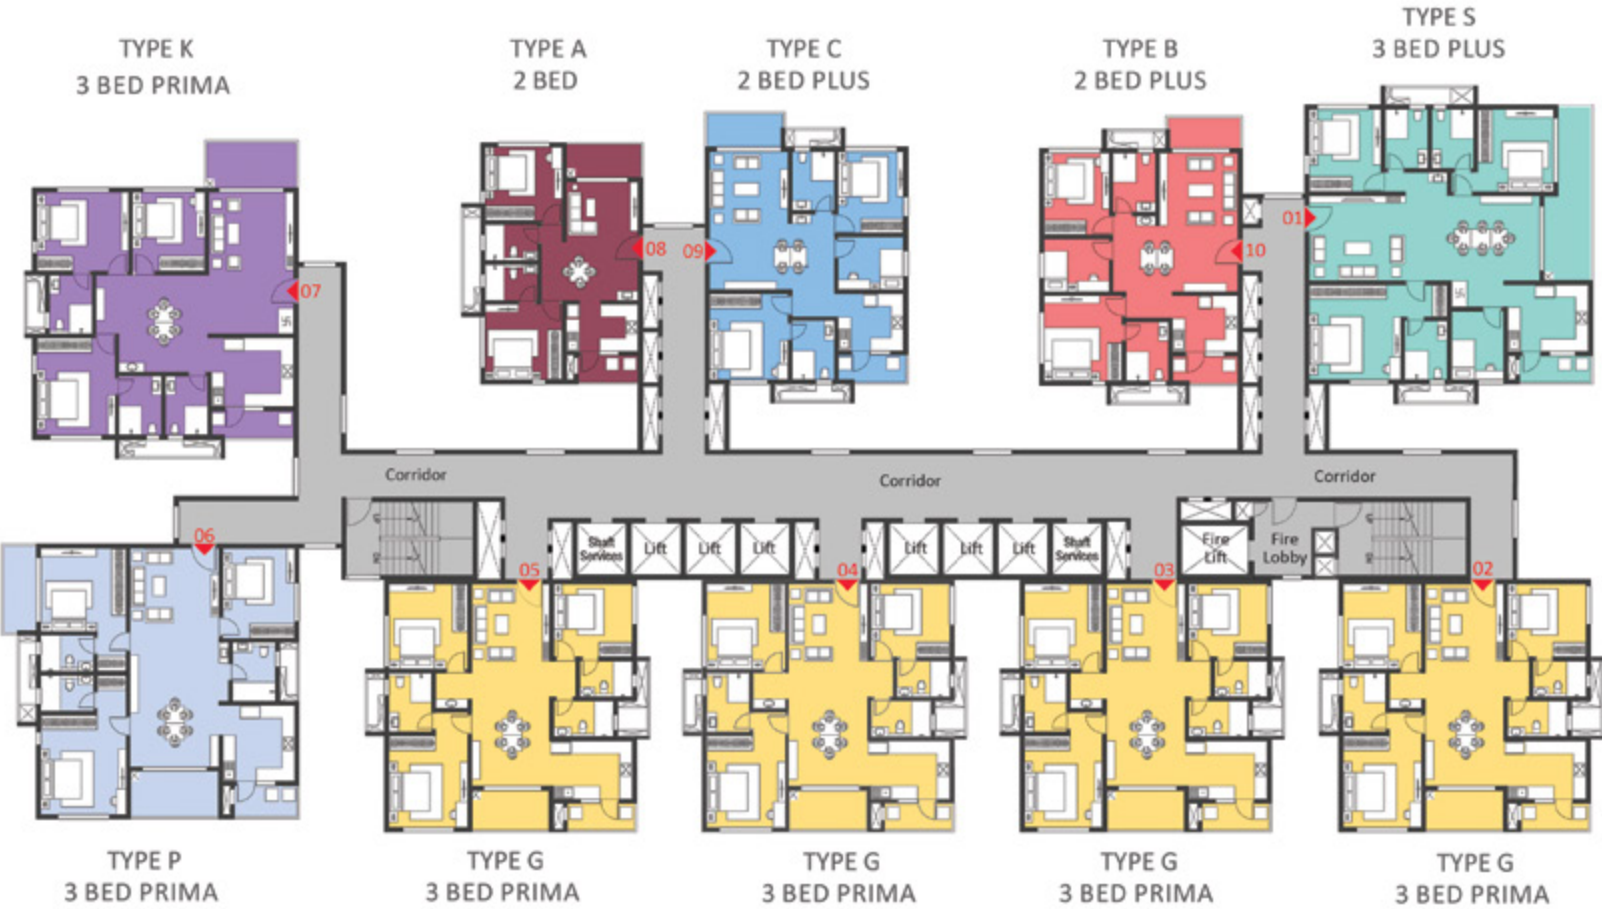 TYPE K
3 BED PRIMA
TYPE A
2 BED
TYPE C
2 BED PLUS
TYPE B
2 BED PLUS
TYPE S
3 BED PLUS
07
08
09
10
01
Corridor
Corridor
Corridor
06
05
04
03
02
Shaft
Services
Lift
Lift
Lift
Lift
Lift
Lift
Shaft
Services
Fire
Lift
Fire
Lobby
TYPE P
3 BED PRIMA
TYPE G
3 BED PRIMA
TYPE G
3 BED PRIMA
TYPE G
3 BED PRIMA
TYPE G
3 BED PRIMA